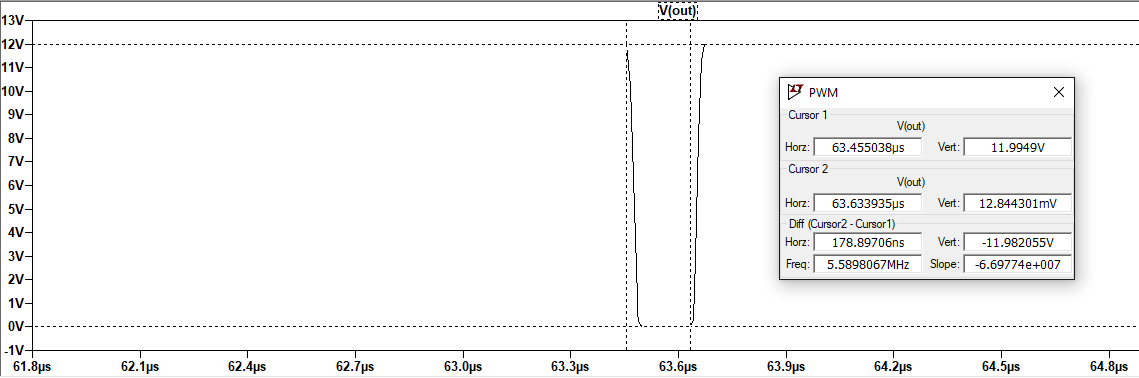 V(out)
13V
12V
11V
10V
9V
8V
7V
6V
5V
4V
3V
2V
1V
0V
-1V
61.8µs 62.1µs 62.4µs 62.7µs 63.0µs 63.3µs 63.6µs 63.9µs 64.2µs 64.5µs 64.8µs
PWM
Cursor 1
V(out)
Horz: 63.455038µs Vert: 11.9949V
Cursor 2
V(out)
Horz: 63.633935µs Vert: 12.844301mV
Diff (Cursor2 - Cursor1)
Horz: 178.89706ns Vert: -11.982055V
Freq: 5.5898067MHz Slope: -6.69774e+007